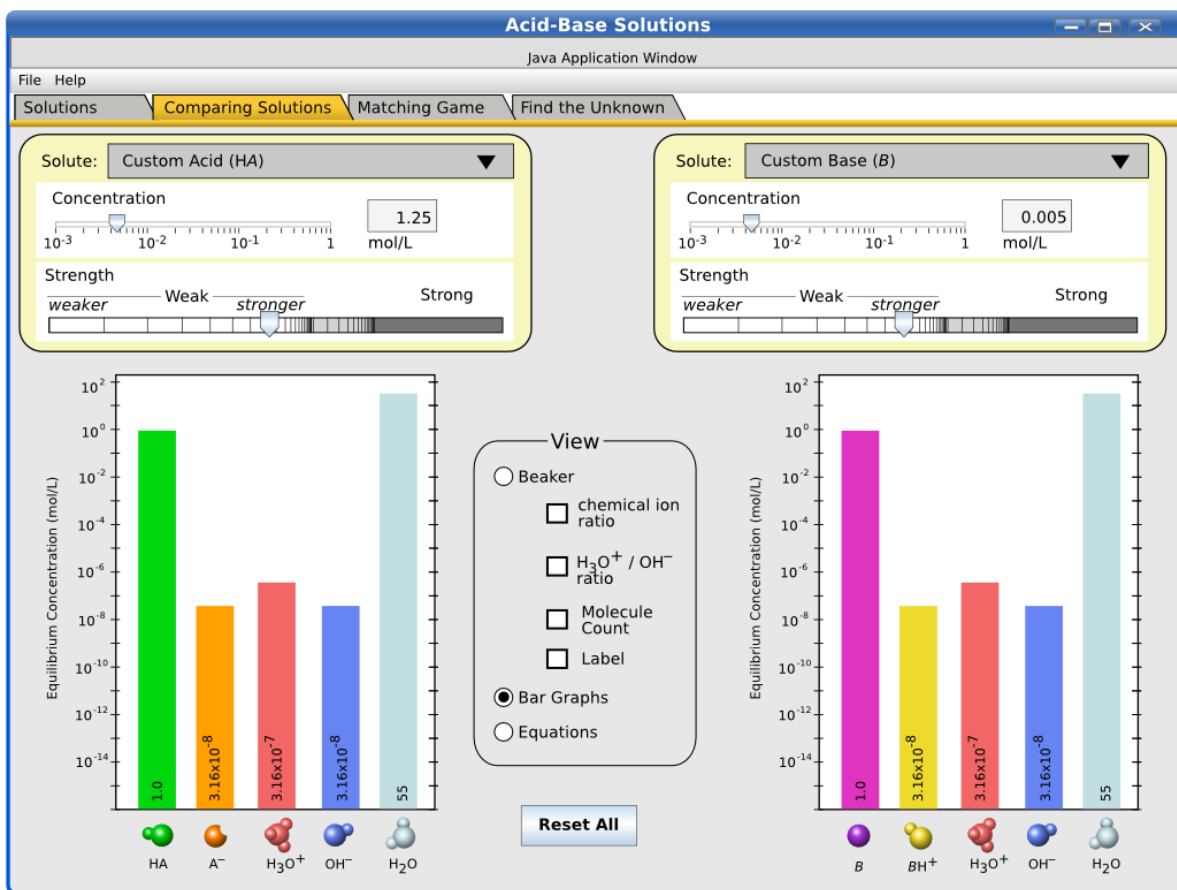 Acid-Base Solutions
Java Application Window
File Help
Solutions
Comparing Solutions
Matching Game
Find the Unknown
Solute:
Custom Acid (HA)
Concentration
1.25
10⁻³
10⁻²
10⁻¹
1
mol/L
Strength
Weak
weaker
stronger
Strong
Solute:
Custom Base (B)
Concentration
0.005
10⁻³
10⁻²
10⁻¹
1
mol/L
Strength
Weak
weaker
stronger
Strong
Equilibrium Concentration (mol/L)
10²
10⁰
10⁻²
10⁻⁴
10⁻⁶
10⁻⁸
10⁻¹⁰
10⁻¹²
10⁻¹⁴
1.0
3.16x10⁻⁸
3.16x10⁻⁷
3.16x10⁻⁸
55
HA
A⁻
H₃O⁺
OH⁻
H₂O
View
Beaker
chemical ion
ratio
H₃O⁺ / OH⁻
ratio
Molecule
Count
Label
Bar Graphs
Equations
Reset All
Equilibrium Concentration (mol/L)
10²
10⁰
10⁻²
10⁻⁴
10⁻⁶
10⁻⁸
10⁻¹⁰
10⁻¹²
10⁻¹⁴
1.0
3.16x10⁻⁸
3.16x10⁻⁷
3.16x10⁻⁸
55
B
BH⁺
H₃O⁺
OH⁻
H₂O